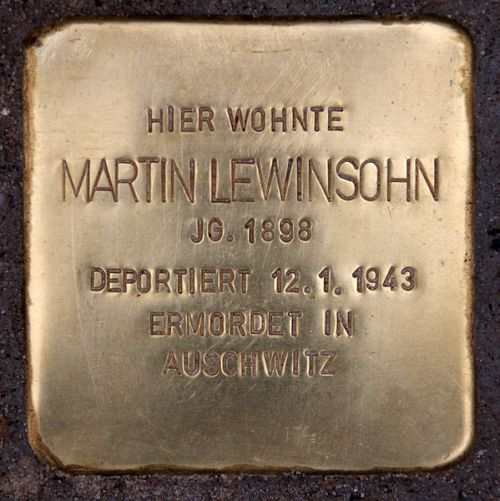 HIER WOHNTE
MARTIN LEWINSOHN
JG. 1898
DEPORTIERT 12.1.1943
ERMORDET IN
AUSCHWITZ